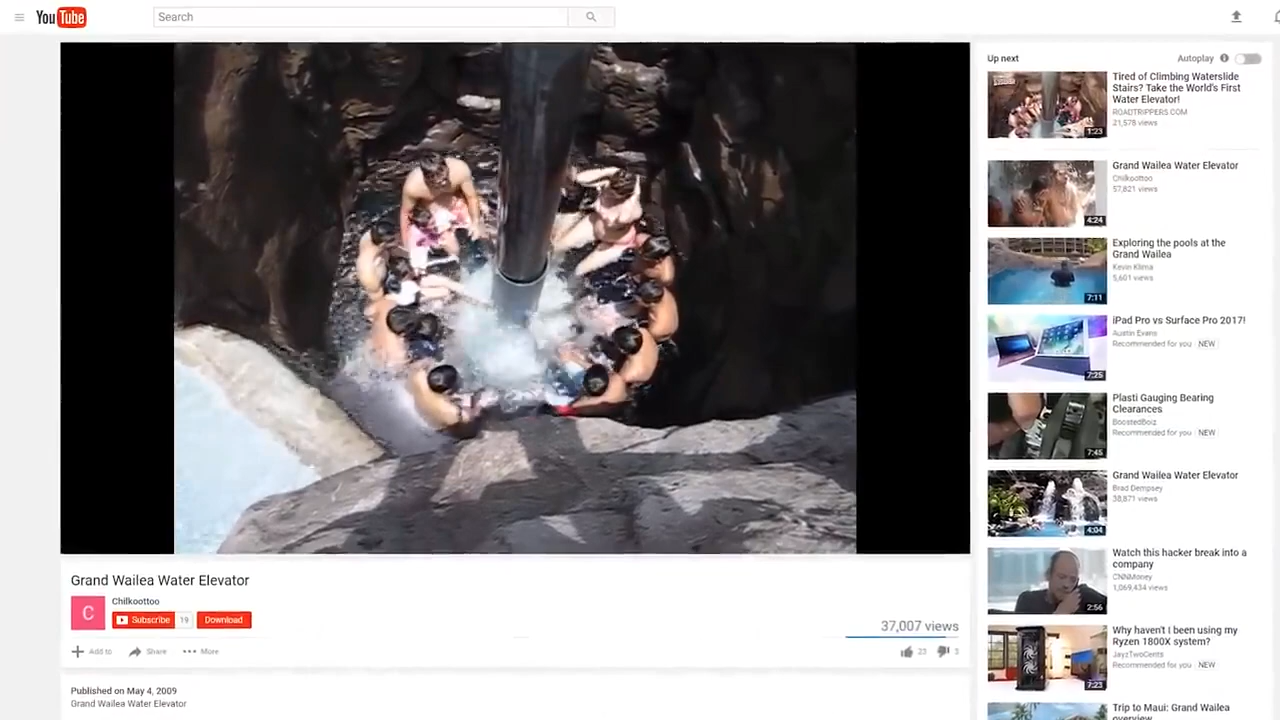 YouTube
Search
Up next
Autoplay
Tired of Climbing Waterslide
Stairs? Take the World's First
Water Elevator!
ROADTRIPPERS COM
21,578 views
1:23
Grand Wailea Water Elevator
Chilkoottoo
57,821 views
4:24
Exploring the pools at the
Grand Wailea
Kevin Klima
5,601 views
7:11
iPad Pro vs Surface Pro 2017!
Austin Evans
Recommended for you NEW
7:25
Plasti Gauging Bearing
Clearances
BoostedBoiz
Recommended for you NEW
7:45
Grand Wailea Water Elevator
Brad Dempsey
38,871 views
4:04
Watch this hacker break into a
company
CNNMoney
1,069,434 views
2:56
Why haven't I been using my
Ryzen 1800X system?
JayzTwoCents
Recommended for you NEW
7:23
Trip to Maui: Grand Wailea
overview
Grand Wailea Water Elevator
C
Chilkoottoo
Subscribe 19 Download
37,007 views
Add to Share More
23 3
Published on May 4, 2009
Grand Wailea Water Elevator